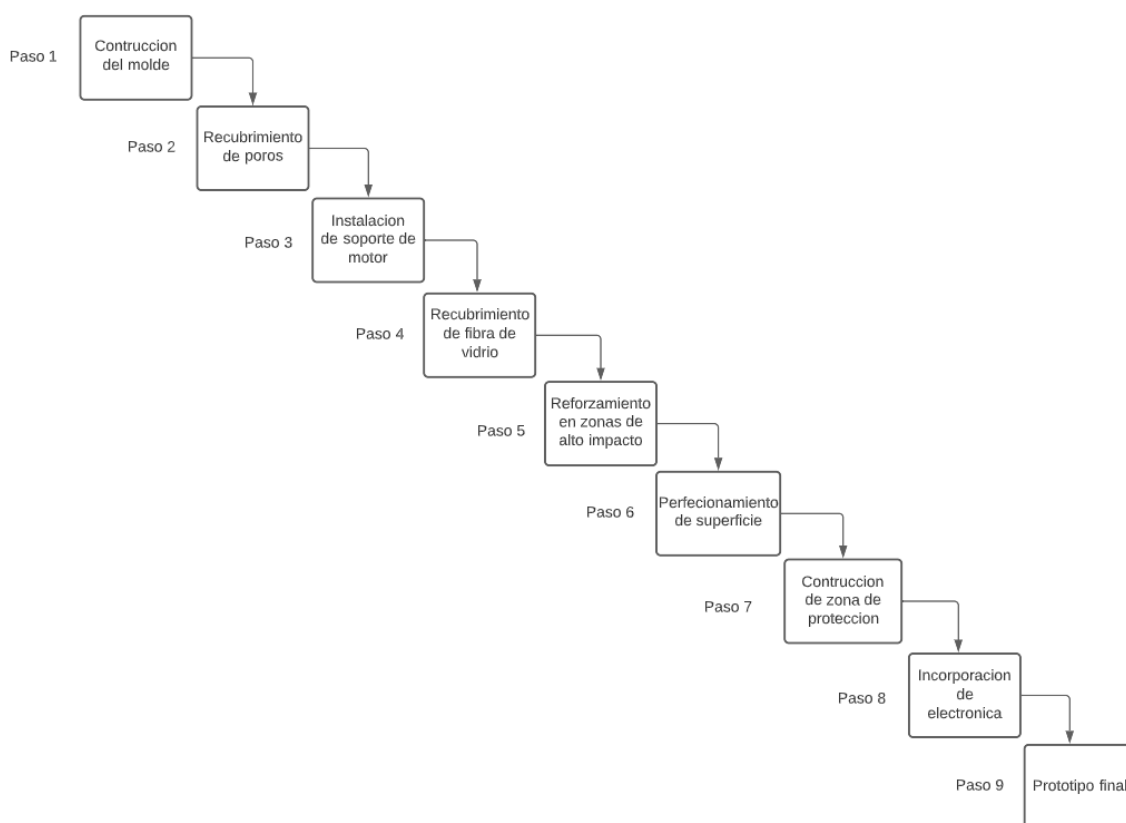 Paso 1
Contruccion
del molde
Paso 2
Recubrimiento
de poros
Paso 3
Instalacion
de soporte de
motor
Paso 4
Recubrimiento
de fibra de
vidrio
Paso 5
Reforzamiento
en zonas de
alto impacto
Paso 6
Perfecionamiento
de superficie
Paso 7
Contruccion
de zona de
proteccion
Paso 8
Incorporacion
de
electronica
Paso 9
Prototipo final